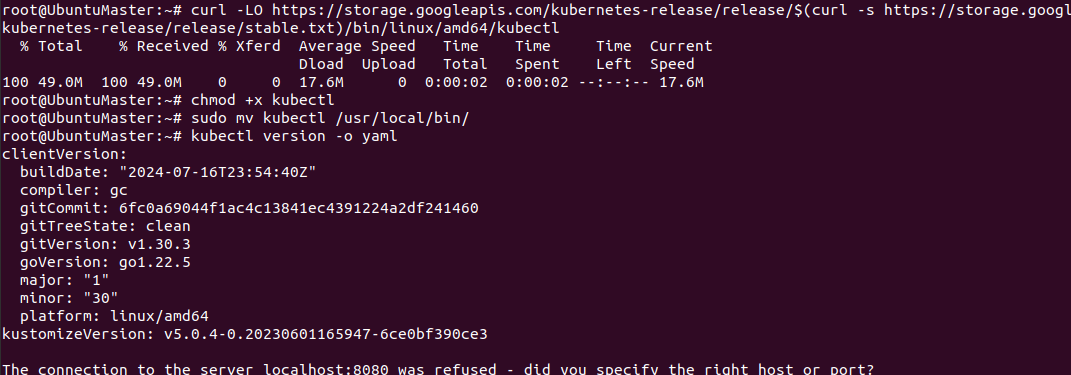 root@UbuntuMaster:~# curl -LO https://storage.googleapis.com/kubernetes-release/release/$(curl -s https://storage.googl
kubernetes-release/release/stable.txt)/bin/linux/amd64/kubectl
  % Total    % Received % Xferd  Average Speed   Time    Time     Time  Current
                                 Dload  Upload   Total   Spent    Left  Speed
100 49.0M  100 49.0M    0     0  17.6M      0  0:00:02  0:00:02 --:--:-- 17.6M
root@UbuntuMaster:~# chmod +x kubectl
root@UbuntuMaster:~# sudo mv kubectl /usr/local/bin/
root@UbuntuMaster:~# kubectl version -o yaml
clientVersion:
  buildDate: "2024-07-16T23:54:40Z"
  compiler: gc
  gitCommit: 6fc0a69044f1ac4c13841ec4391224a2df241460
  gitTreeState: clean
  gitVersion: v1.30.3
  goVersion: go1.22.5
  major: "1"
  minor: "30"
  platform: linux/amd64
kustomizeVersion: v5.0.4-0.20230601165947-6ce0bf390ce3

The connection to the server localhost:8080 was refused - did you specify the right host or port?